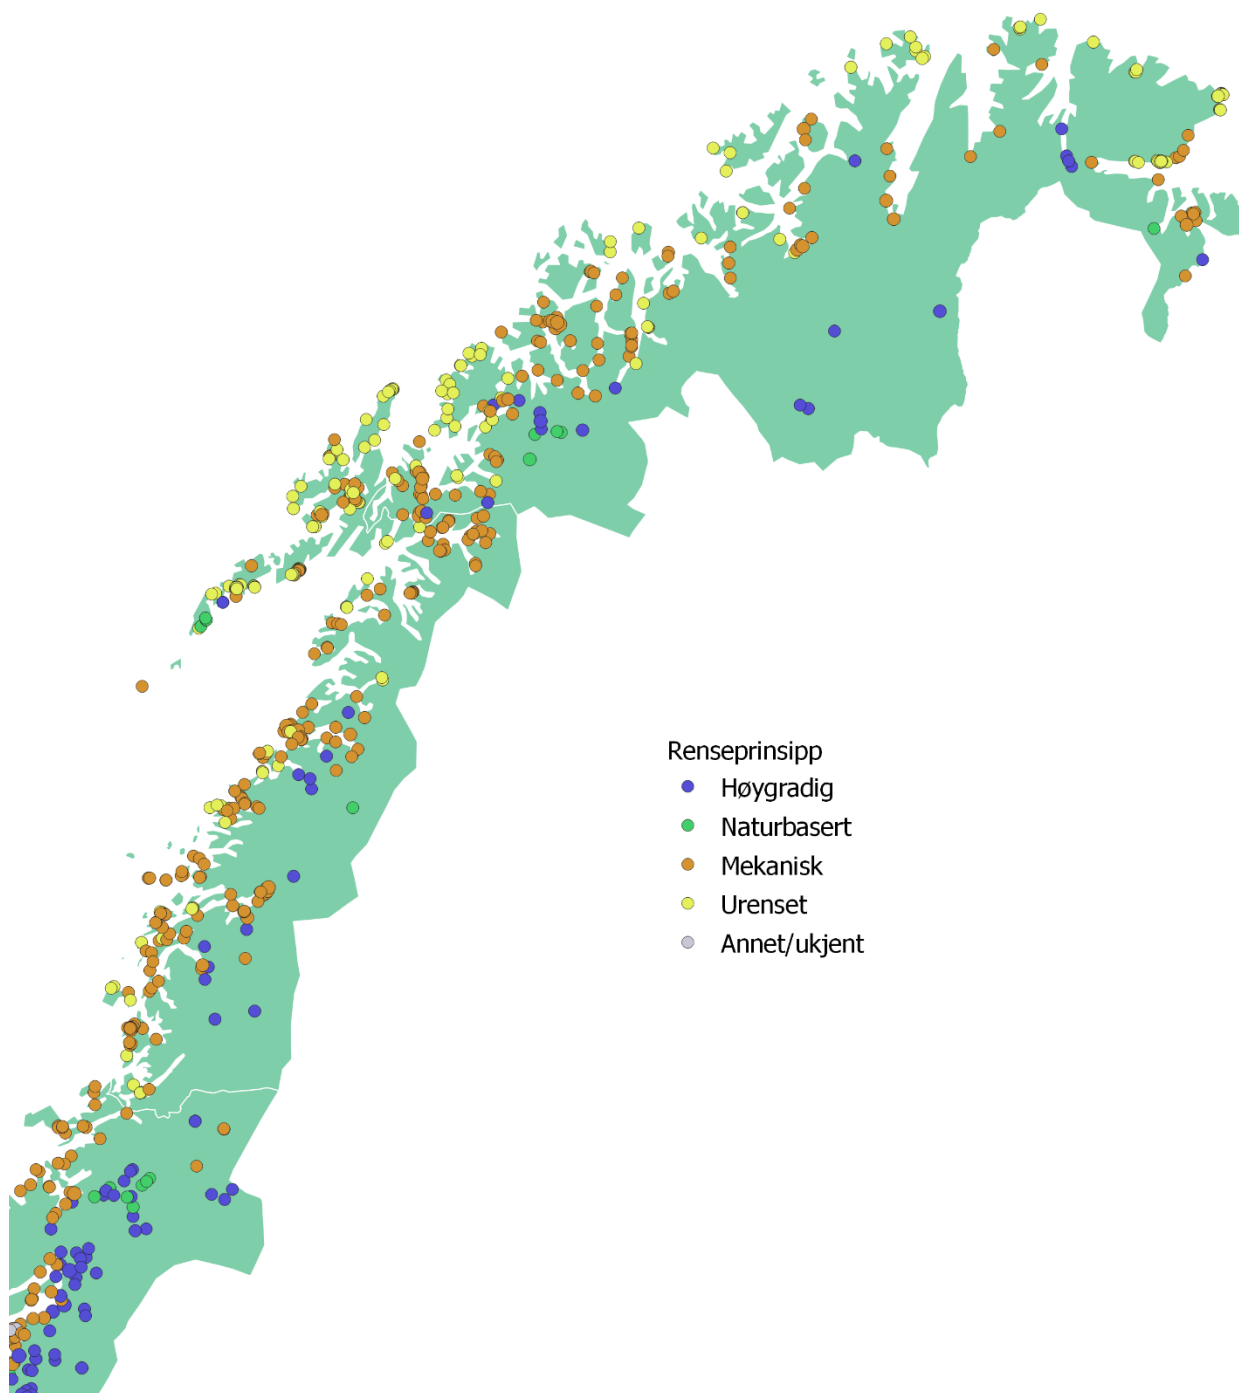 Renseprinsipp
Høygradig
Naturbasert
Mekanisk
Urenset
Annet/ukjent